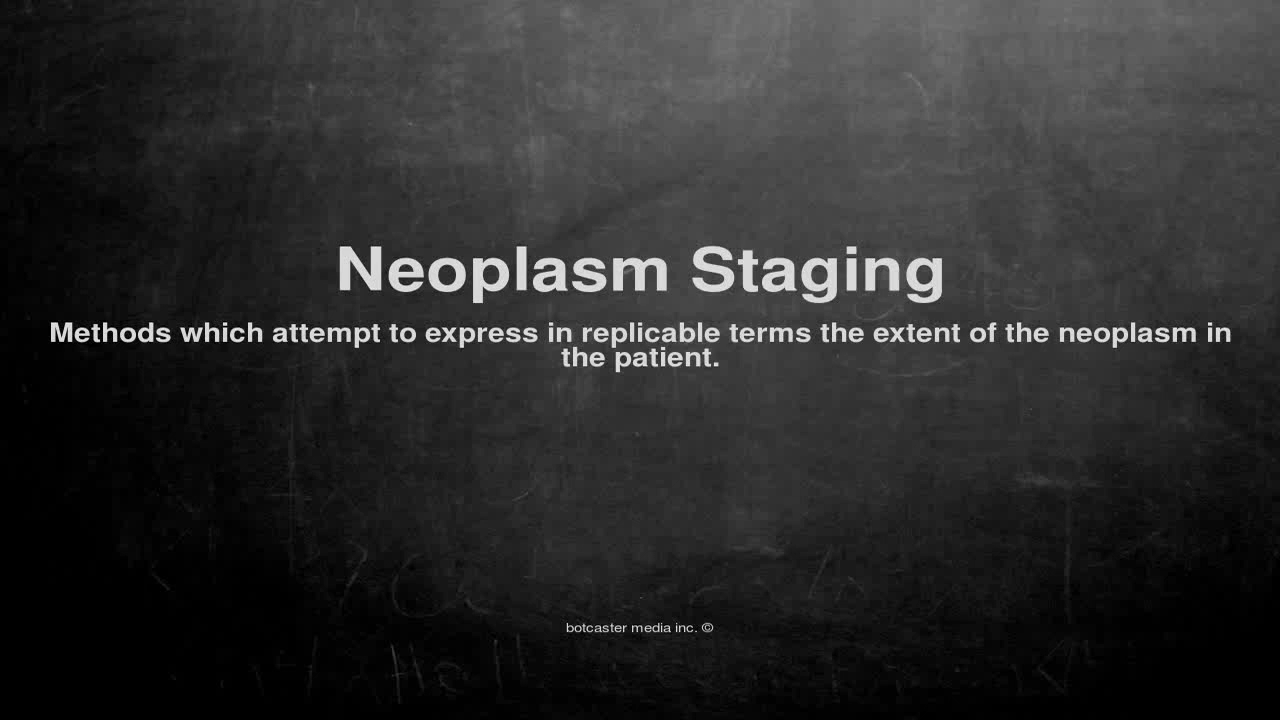 Neoplasm Staging
Methods which attempt to express in replicable terms the extent of the neoplasm in
the patient.
botcaster media inc. ©